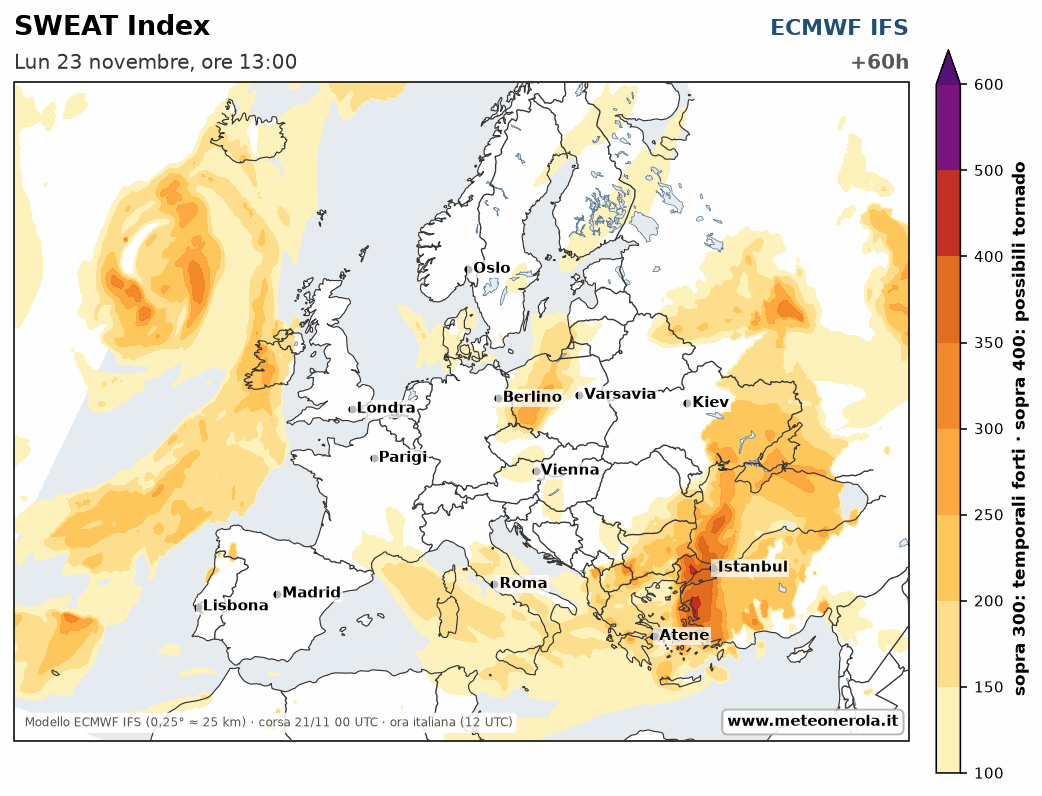 SWEAT Index
ECMWF IFS
Lun 23 novembre, ore 13:00
+60h
600
500
400
350
300
250
200
150
100
sopra 300: temporali forti · sopra 400: possibili tornado
Oslo
Berlino
Varsavia
Kiev
Londra
Parigi
Vienna
Istanbul
Roma
Madrid
Lisbona
Atene
Modello ECMWF IFS (0,25° ≈ 25 km) · corsa 21/11 00 UTC · ora italiana (12 UTC)
www.meteonerola.it